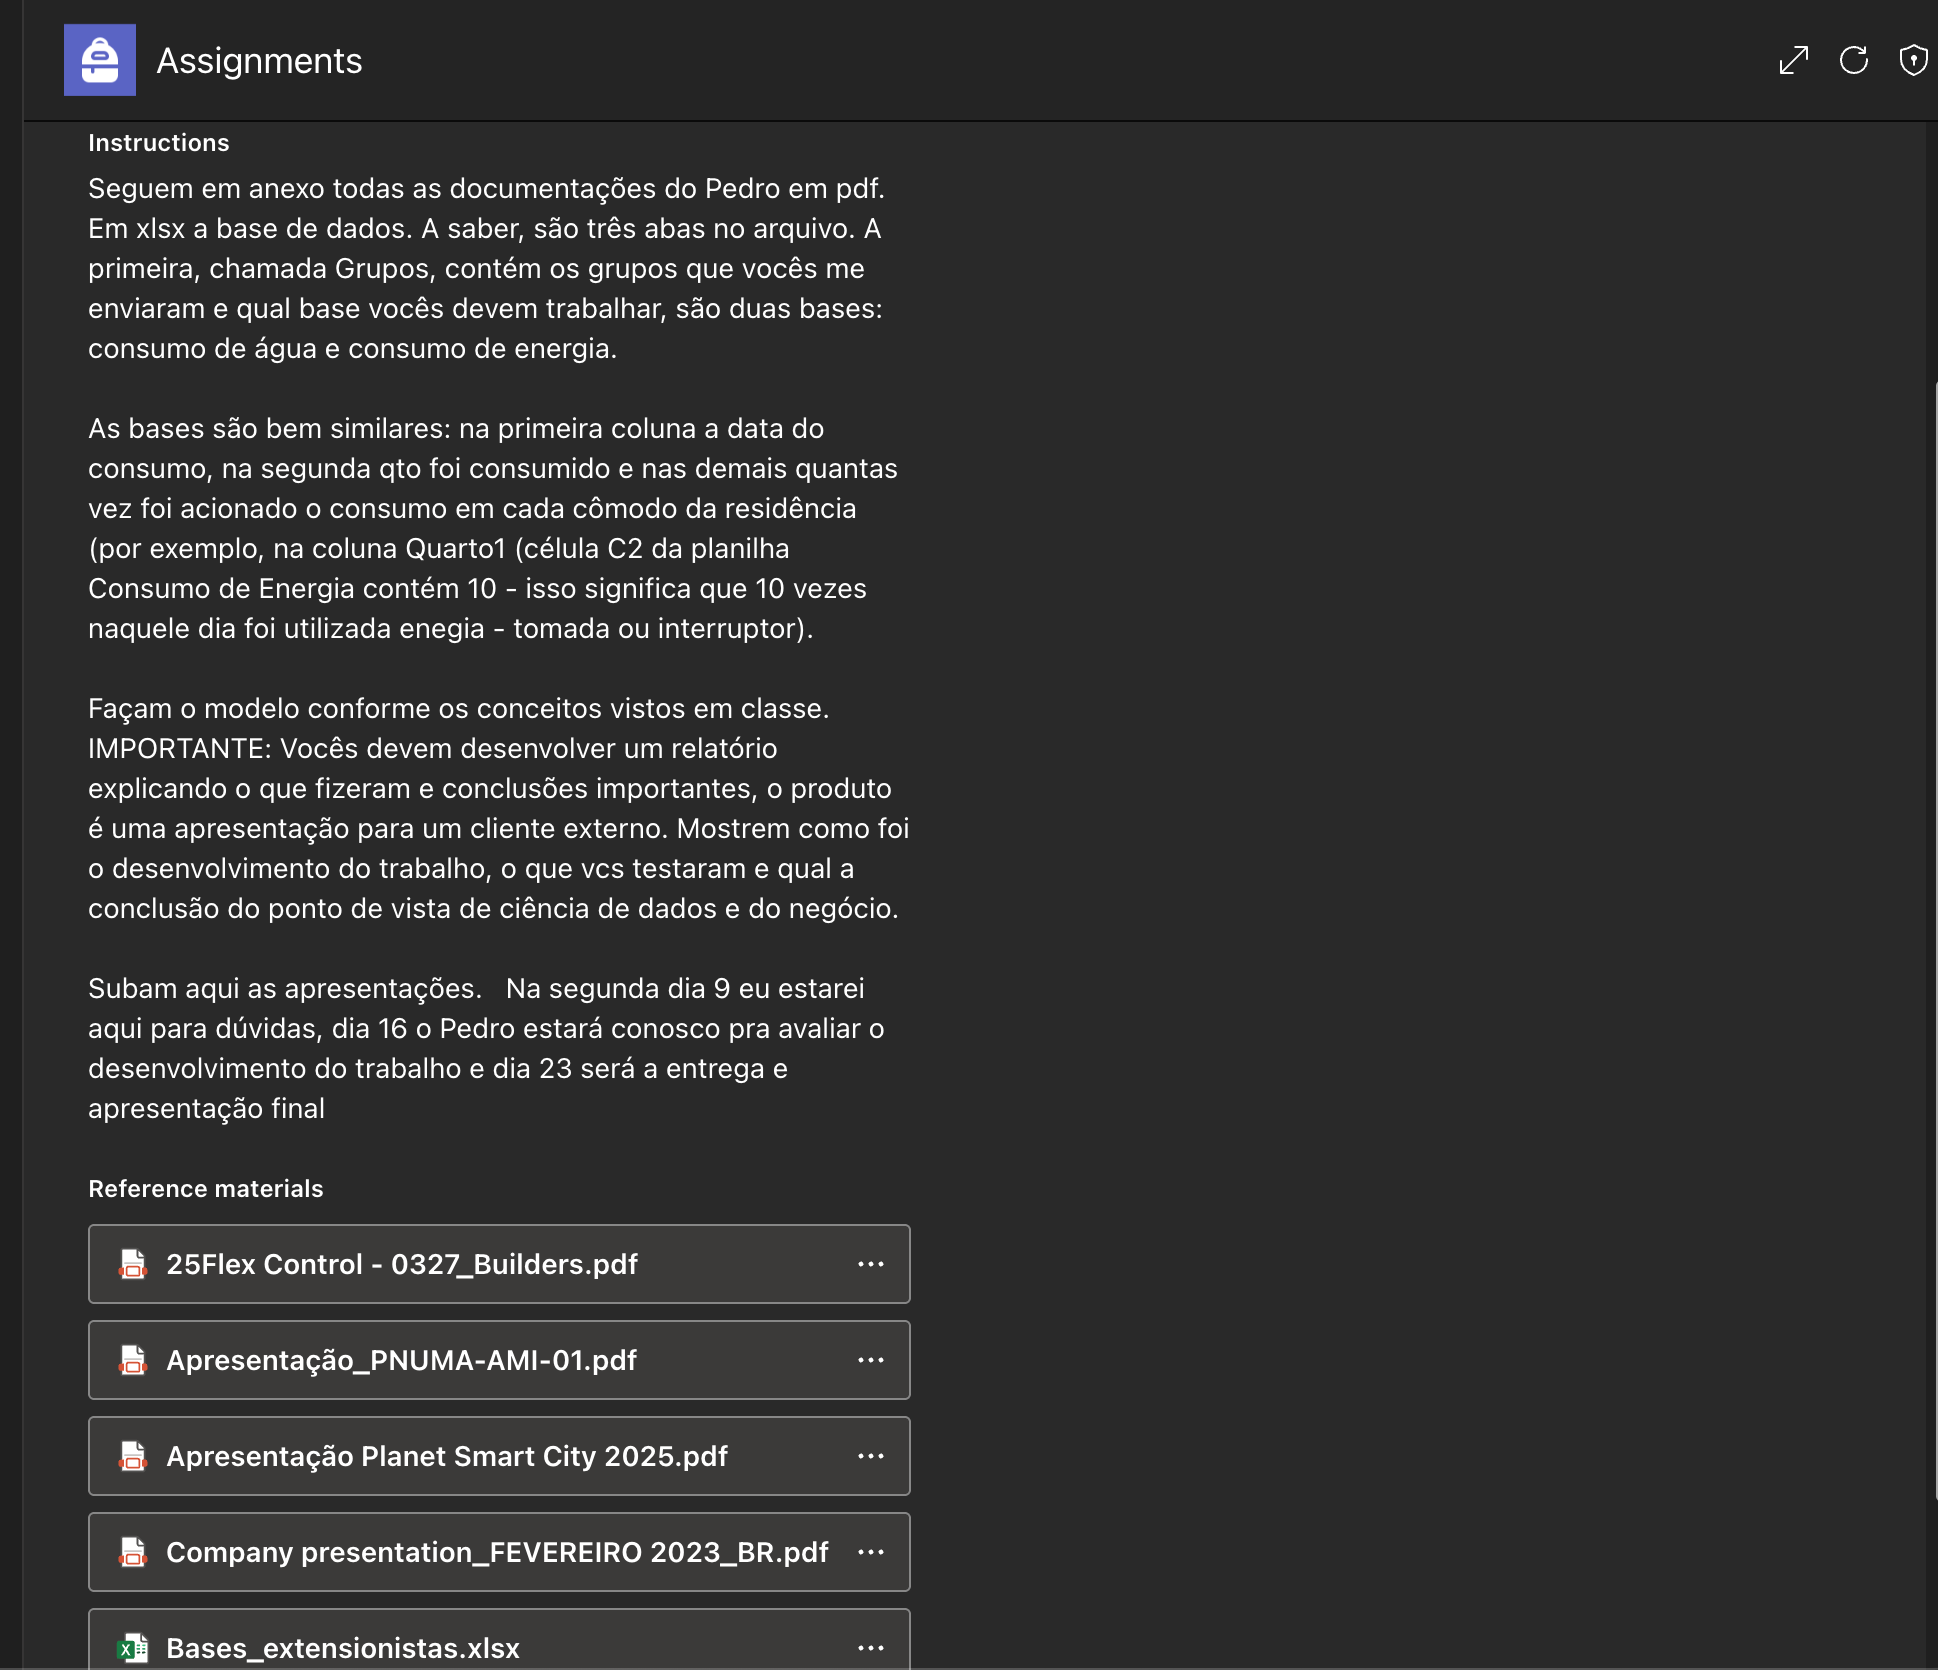 Assignments
Instructions
Seguem em anexo todas as documentações do Pedro em pdf.
Em xlsx a base de dados. A saber, são três abas no arquivo. A
primeira, chamada Grupos, contém os grupos que vocês me
enviaram e qual base vocês devem trabalhar, são duas bases:
consumo de água e consumo de energia.
As bases são bem similares: na primeira coluna a data do
consumo, na segunda qto foi consumido e nas demais quantas
vez foi acionado o consumo em cada cômodo da residência
(por exemplo, na coluna Quarto1 (célula C2 da planilha
Consumo de Energia contém 10 - isso significa que 10 vezes
naquele dia foi utilizada enegia - tomada ou interruptor).
Façam o modelo conforme os conceitos vistos em classe.
IMPORTANTE: Vocês devem desenvolver um relatório
explicando o que fizeram e conclusões importantes, o produto
é uma apresentação para um cliente externo. Mostrem como foi
o desenvolvimento do trabalho, o que vcs testaram e qual a
conclusão do ponto de vista de ciência de dados e do negócio.
Subam aqui as apresentações.   Na segunda dia 9 eu estarei
aqui para dúvidas, dia 16 o Pedro estará conosco pra avaliar o
desenvolvimento do trabalho e dia 23 será a entrega e
apresentação final
Reference materials
25Flex Control - 0327_Builders.pdf
Apresentação_PNUMA-AMI-01.pdf
Apresentação Planet Smart City 2025.pdf
Company presentation_FEVEREIRO 2023_BR.pdf
Bases_extensionistas.xlsx